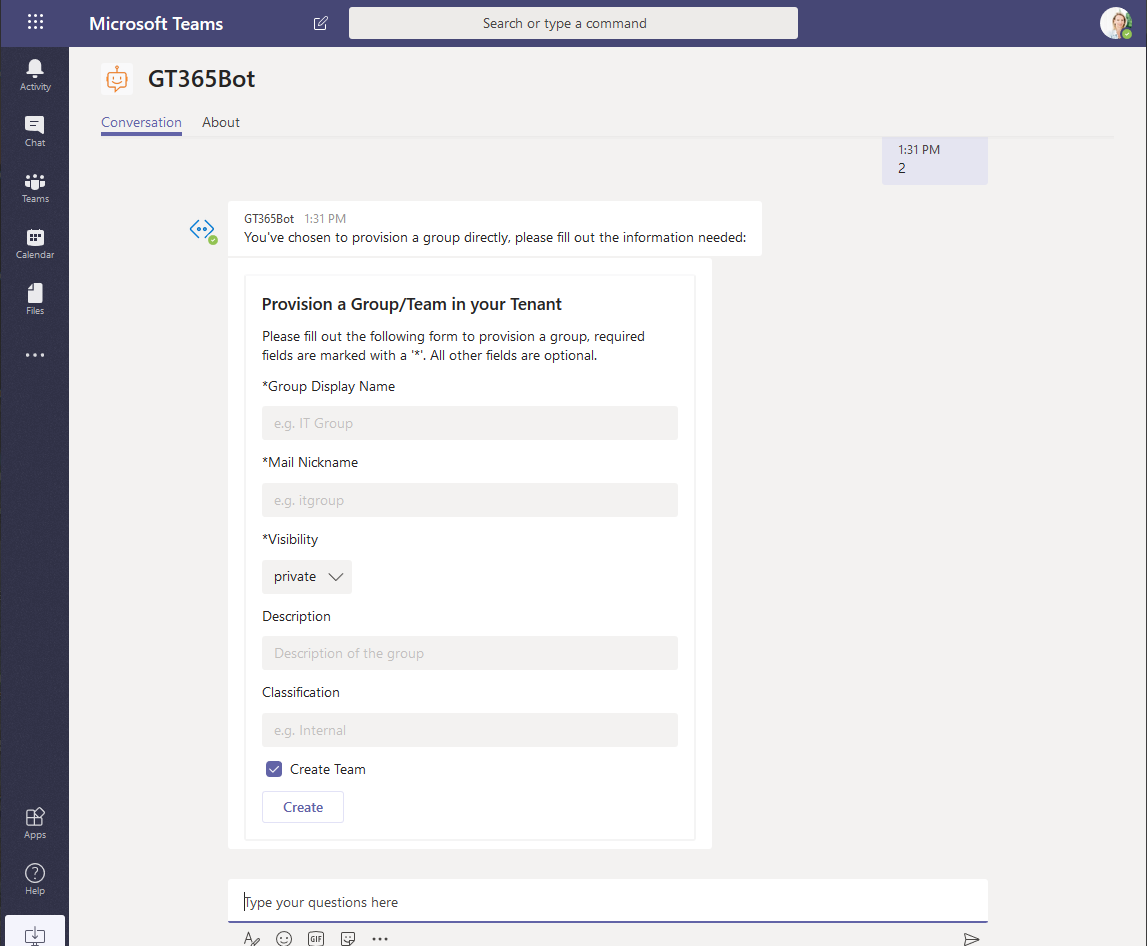 Microsoft Teams
Search or type a command
Activity
Chat
Teams
Calendar
Files
Apps
Help
GT365Bot
Conversation About
1:31 PM
2
GT365Bot 1:31 PM
You've chosen to provision a group directly, please fill out the information needed:
Provision a Group/Team in your Tenant
Please fill out the following form to provision a group, required
fields are marked with a '*'. All other fields are optional.
*Group Display Name
e.g. IT Group
*Mail Nickname
e.g. itgroup
*Visibility
private
Description
Description of the group
Classification
e.g. Internal
Create Team
Create
Type your questions here
GIF